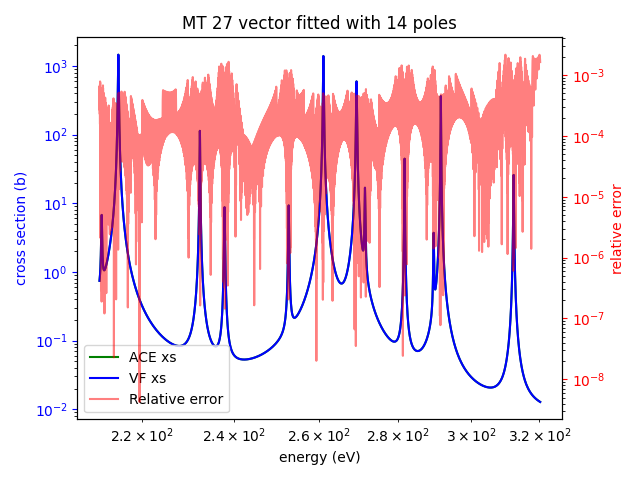 MT 27 vector fitted with 14 poles
cross section (b)
10³
10²
10¹
10⁰
10⁻¹
10⁻²
ACE xs
VF xs
Relative error
2.2 × 10²
2.4 × 10²
2.6 × 10²
2.8 × 10²
3 × 10²
3.2 × 10²
energy (eV)
10⁻³
10⁻⁴
10⁻⁵
10⁻⁶
10⁻⁷
10⁻⁸
relative error